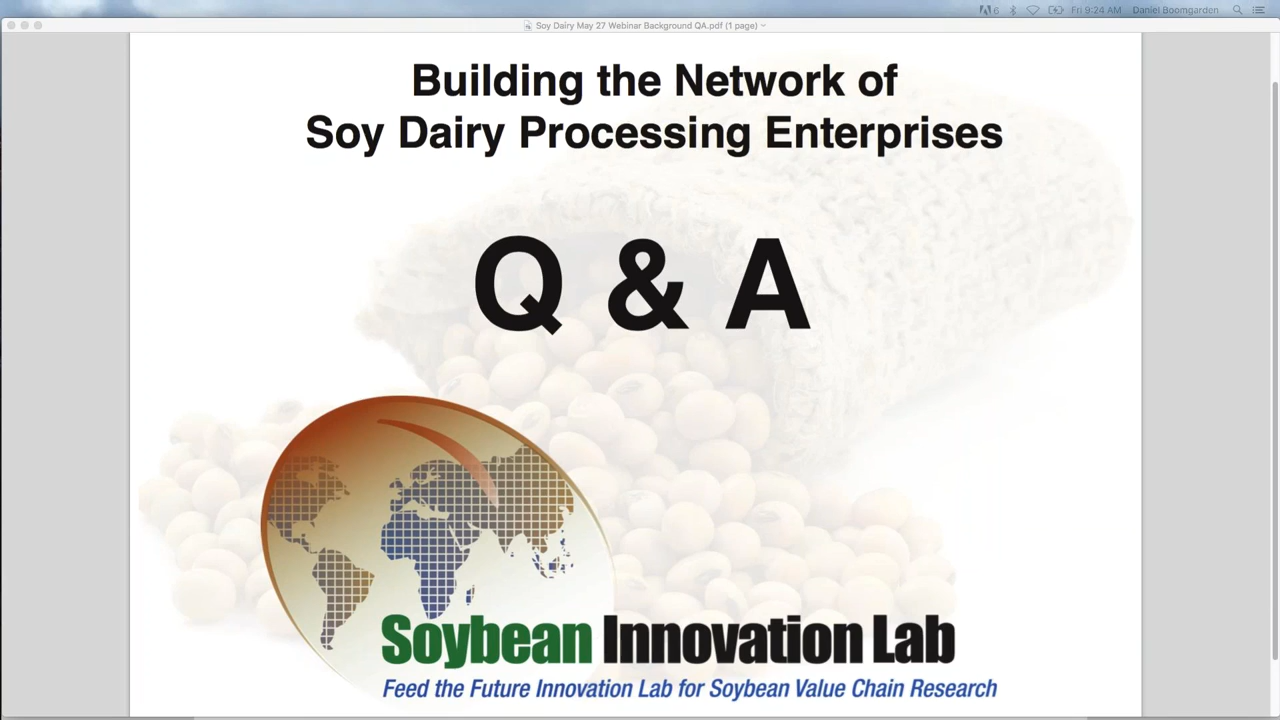 6 Fri 9:24 AM Daniel Boomgarden
Soy Dairy May 27 Webinar Background QA.pdf (1 page)
Building the Network of
Soy Dairy Processing Enterprises
Q & A
Soybean Innovation Lab
Feed the Future Innovation Lab for Soybean Value Chain Research